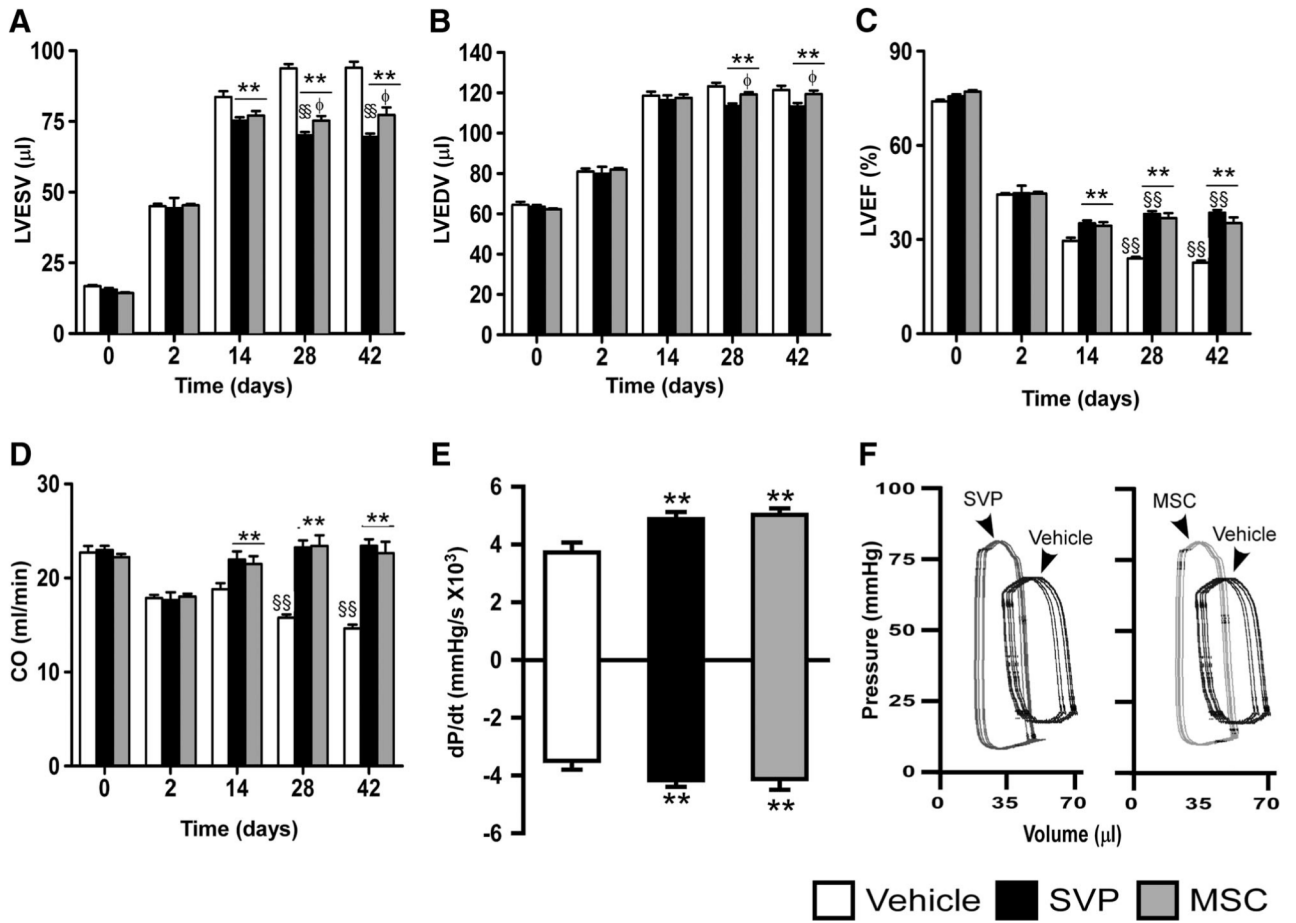 A
LVESV (μl)
100
75
50
25
0
** ** **
§§ ϕ §§ ϕ
0 2 14 28 42
Time (days)
B
LVEDV (μl)
140
120
100
80
60
40
20
0
** **
ϕ ϕ
0 2 14 28 42
Time (days)
C
LVEF (%)
90
60
30
0
** ** **
§§ §§
§§ §§
0 2 14 28 42
Time (days)
D
CO (ml/min)
30
20
10
0
** ** **
§§ §§
0 2 14 28 42
Time (days)
E
dP/dt (mmHg/s X10³)
6
4
2
0
-2
-4
-6
** **
** **
F
Pressure (mmHg)
100
75
50
25
0
SVP
Vehicle
MSC
Vehicle
0 35 70 0 35 70
Volume (μl)
Vehicle SVP MSC